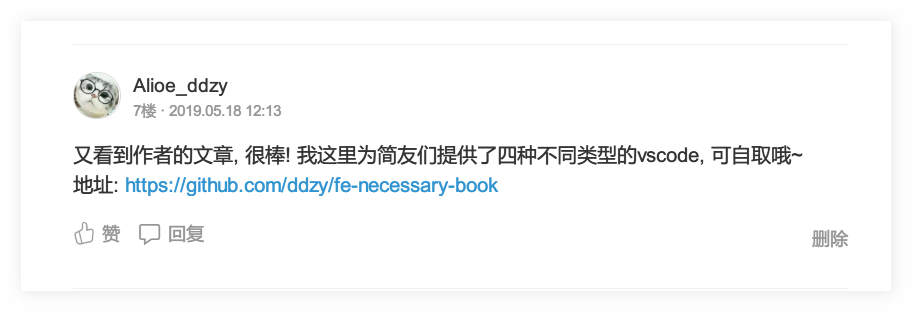 Alioe_ddzy
7楼 · 2019.05.18 12:13
又看到作者的文章, 很棒! 我这里为简友们提供了四种不同类型的vscode, 可自取哦~
地址: https://github.com/ddzy/fe-necessary-book
赞 回复 删除